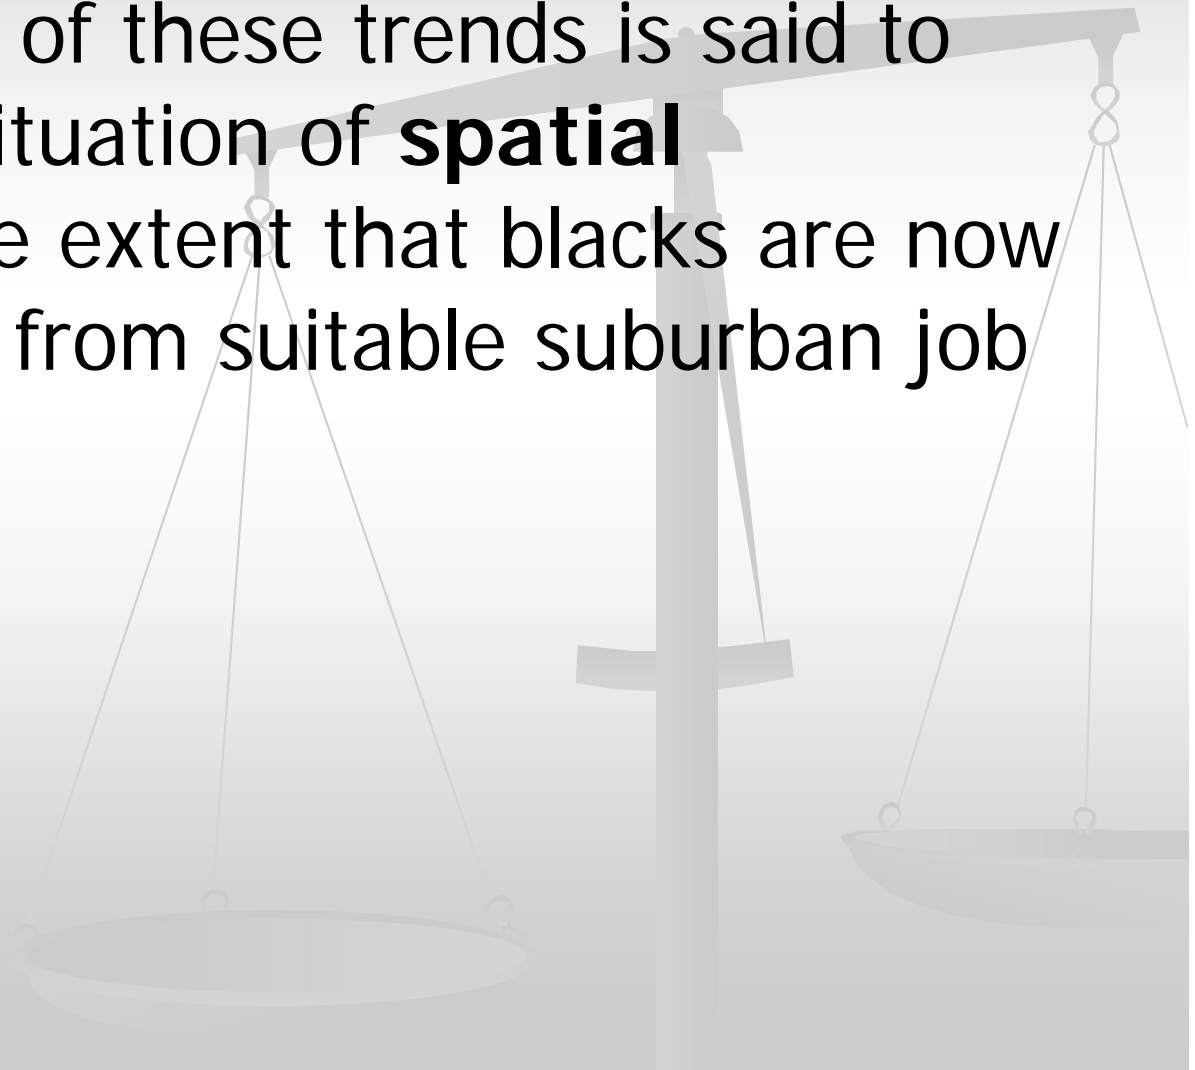 of these trends is said to
ituation of spatial
e extent that blacks are now
from suitable suburban job